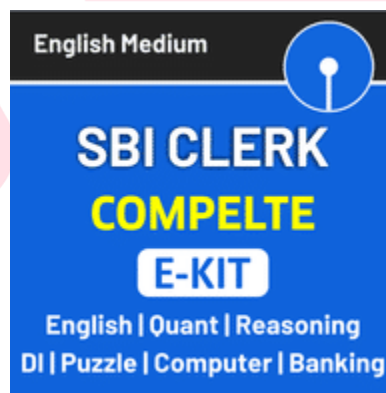 English Medium
SBI CLERK
COMPELTE
E-KIT
English | Quant | Reasoning
DI | Puzzle | Computer | Banking